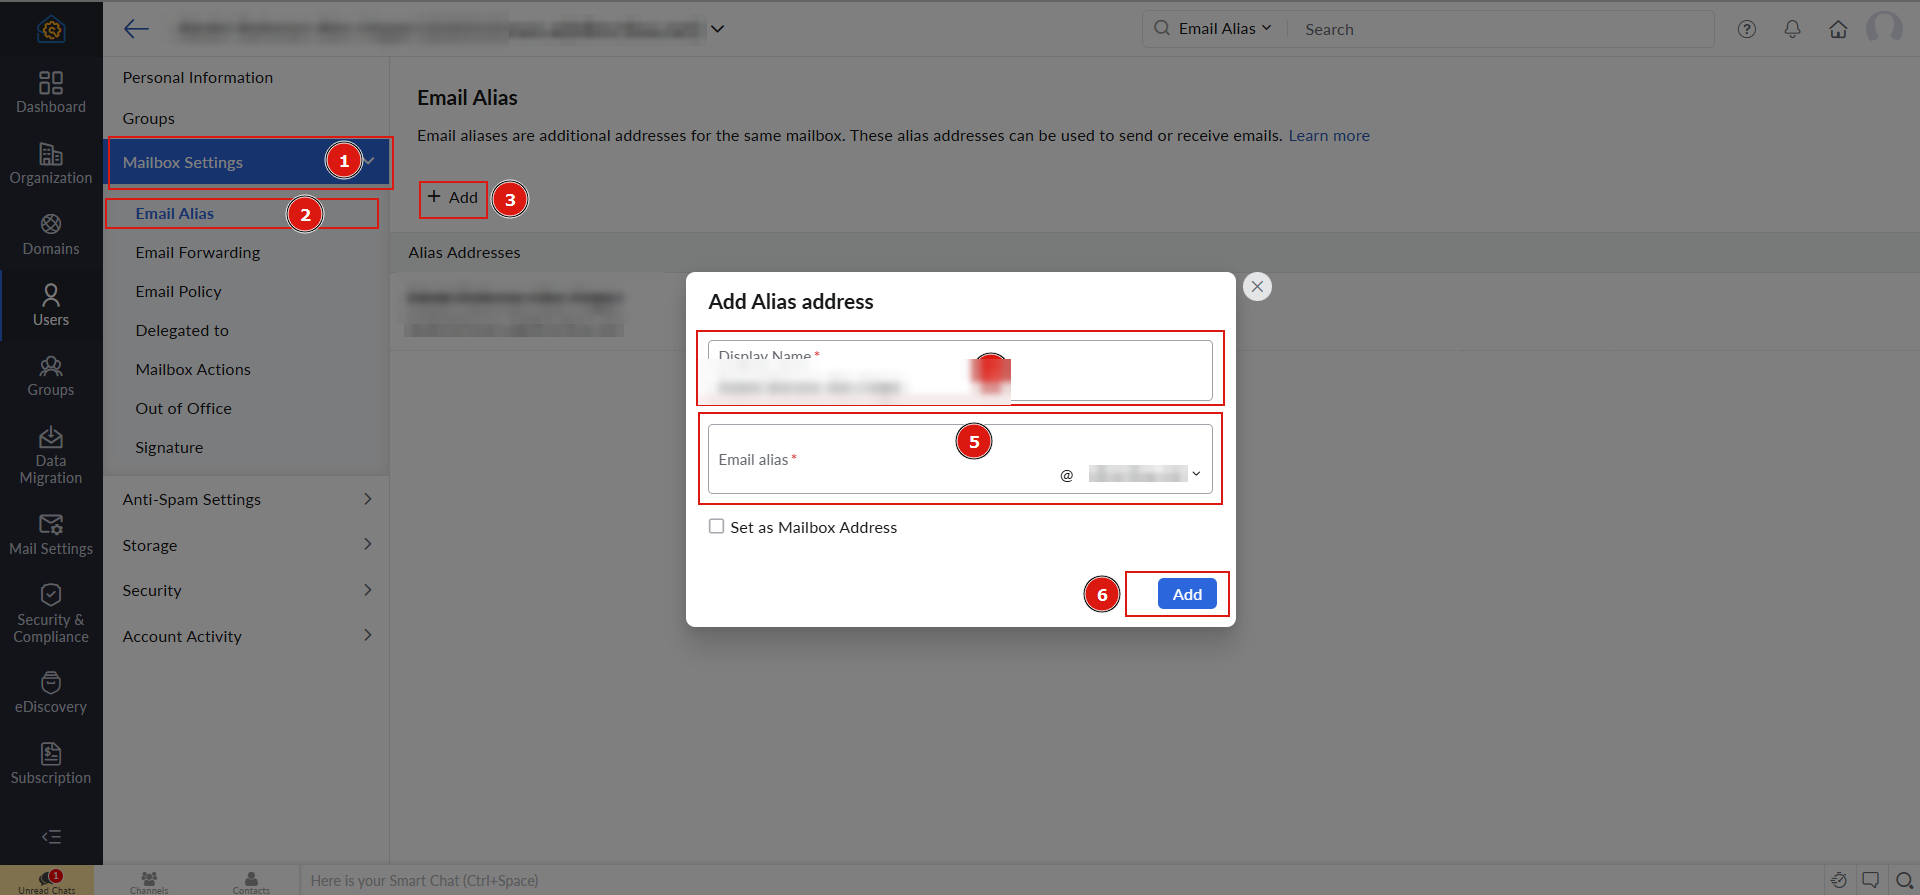 Email Alias
Search
Dashboard
Organization
Domains
Users
Groups
Data
Migration
Mail Settings
Security &
Compliance
eDiscovery
Subscription
Personal Information
Groups
Mailbox Settings
1
Email Alias
2
Email Forwarding
Email Policy
Delegated to
Mailbox Actions
Out of Office
Signature
Anti-Spam Settings
Storage
Security
Account Activity
Email Alias
Email aliases are additional addresses for the same mailbox. These alias addresses can be used to send or receive emails. Learn more
+ Add
3
Alias Addresses
Add Alias address
Display Name *
5
Email alias *
@
Set as Mailbox Address
6
Add
1
Unread Chats
Channels
Contacts
Here is your Smart Chat (Ctrl+Space)